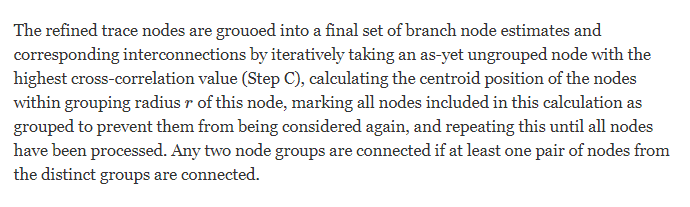 The refined trace nodes are grouoed into a final set of branch node estimates and
corresponding interconnections by iteratively taking an as-yet ungrouped node with the
highest cross-correlation value (Step C), calculating the centroid position of the nodes
within grouping radius r of this node, marking all nodes included in this calculation as
grouped to prevent them from being considered again, and repeating this until all nodes
have been processed. Any two node groups are connected if at least one pair of nodes from
the distinct groups are connected.